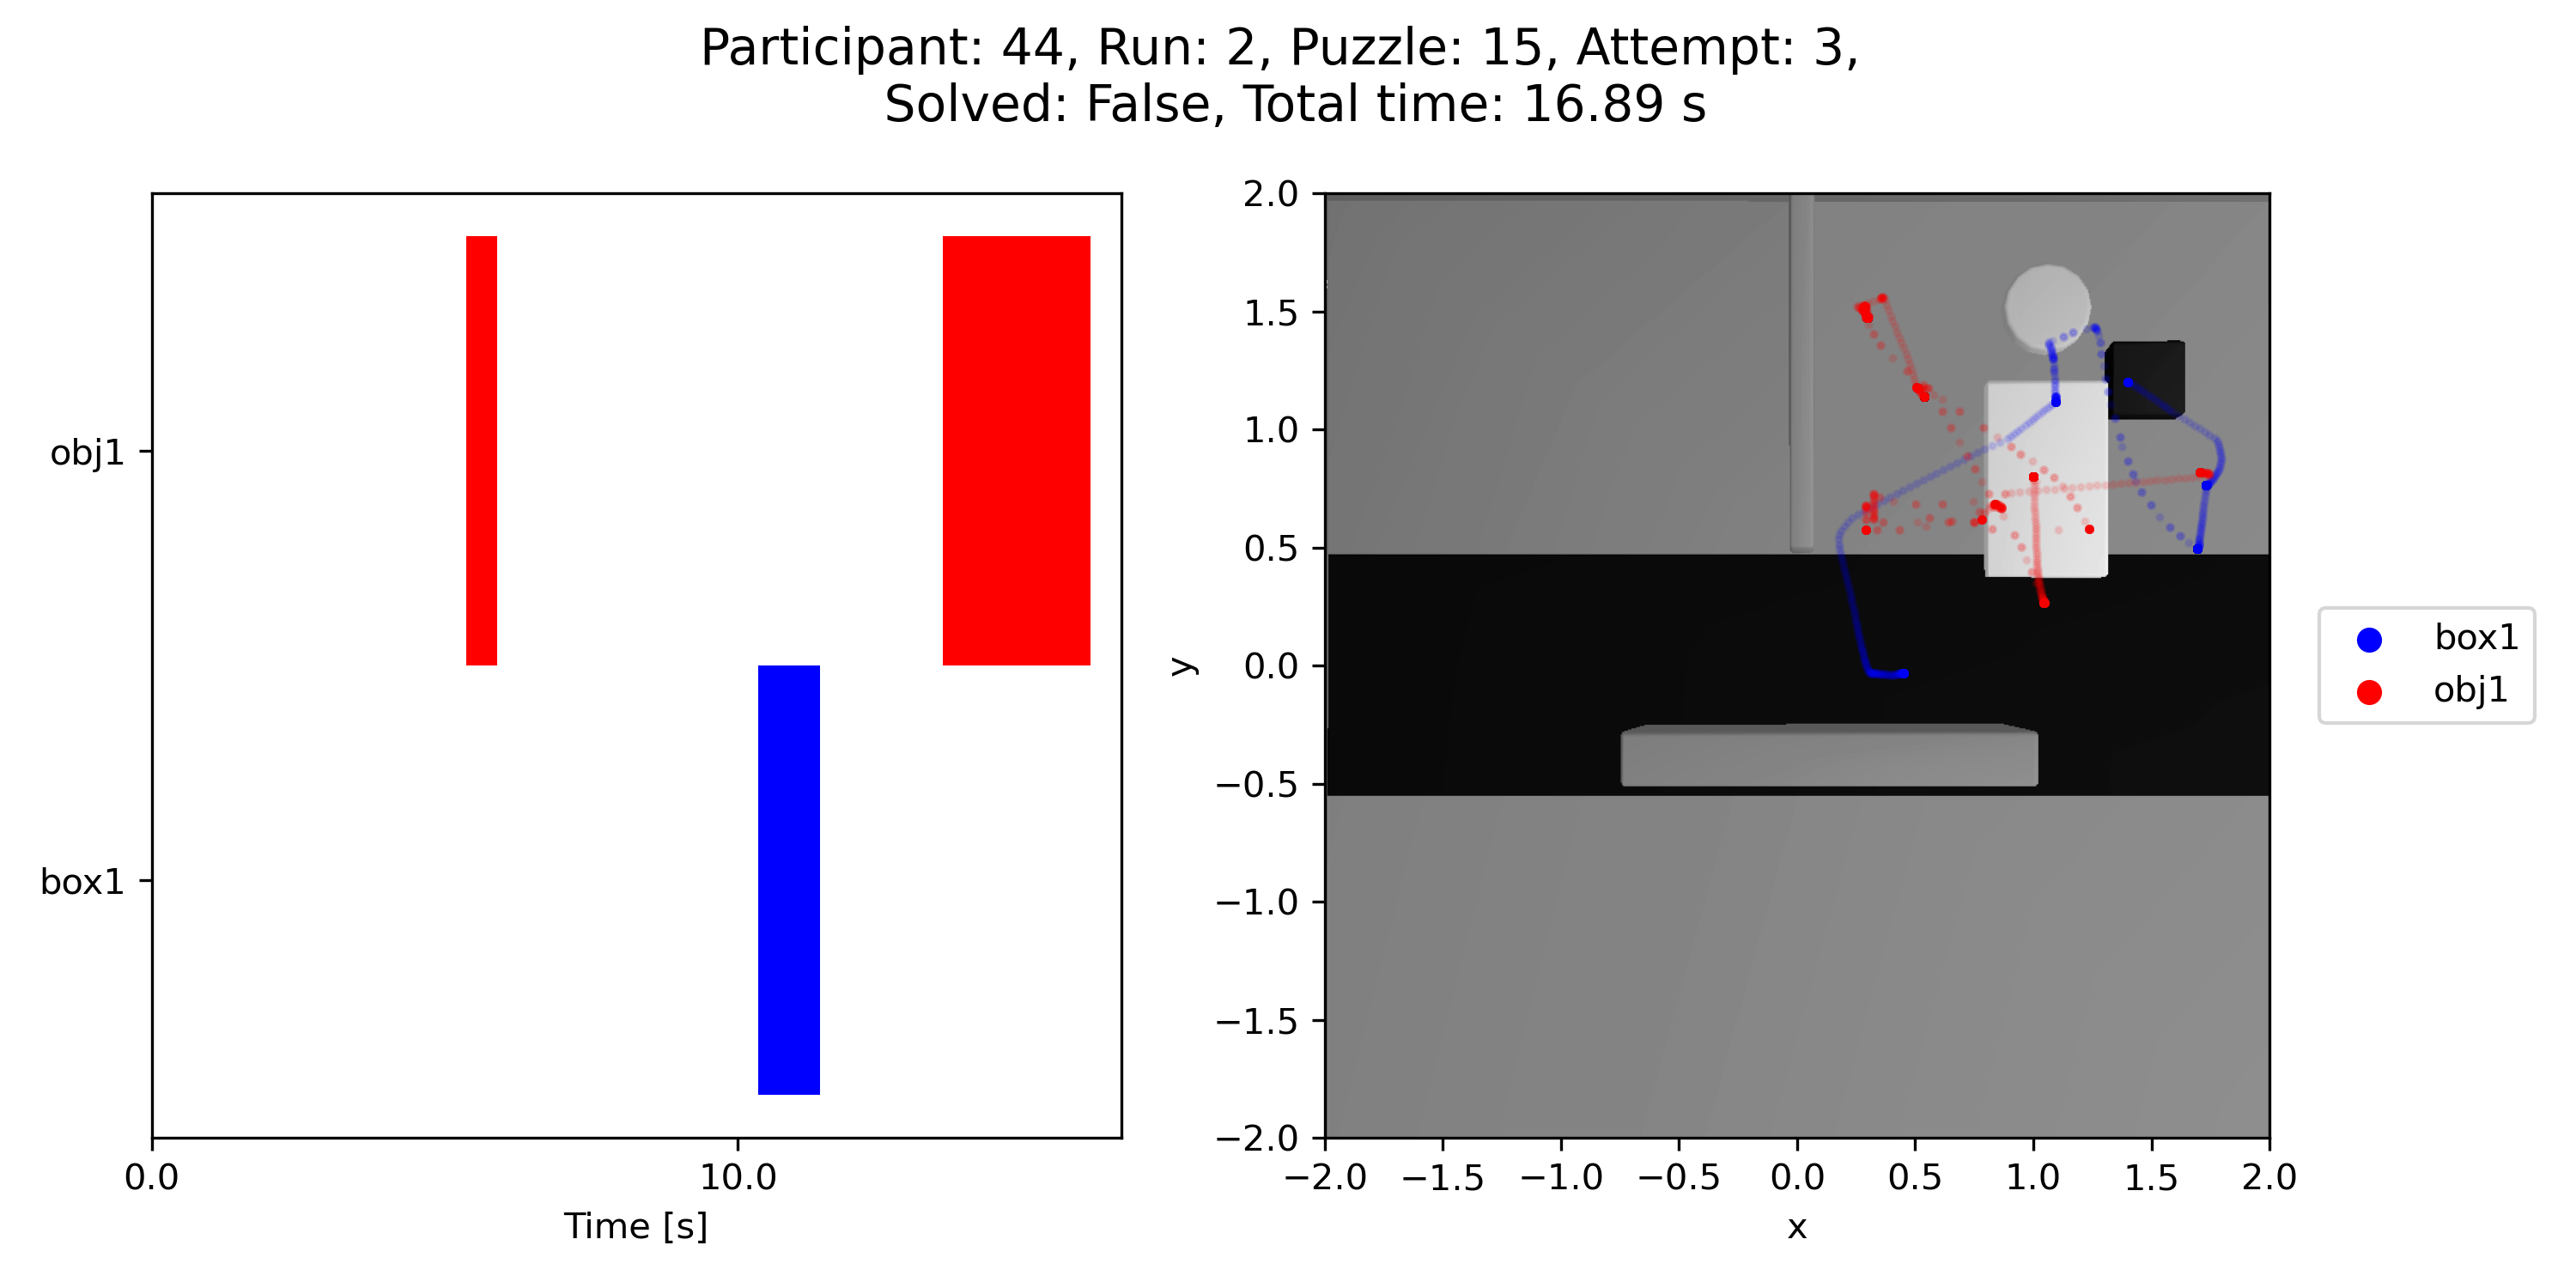 Participant: 44, Run: 2, Puzzle: 15, Attempt: 3,
Solved: False, Total time: 16.89 s
obj1
box1
0.0
10.0
Time [s]
2.0
1.5
1.0
0.5
0.0
−0.5
−1.0
−1.5
−2.0
y
−2.0
−1.5
−1.0
−0.5
0.0
0.5
1.0
1.5
2.0
x
box1
obj1